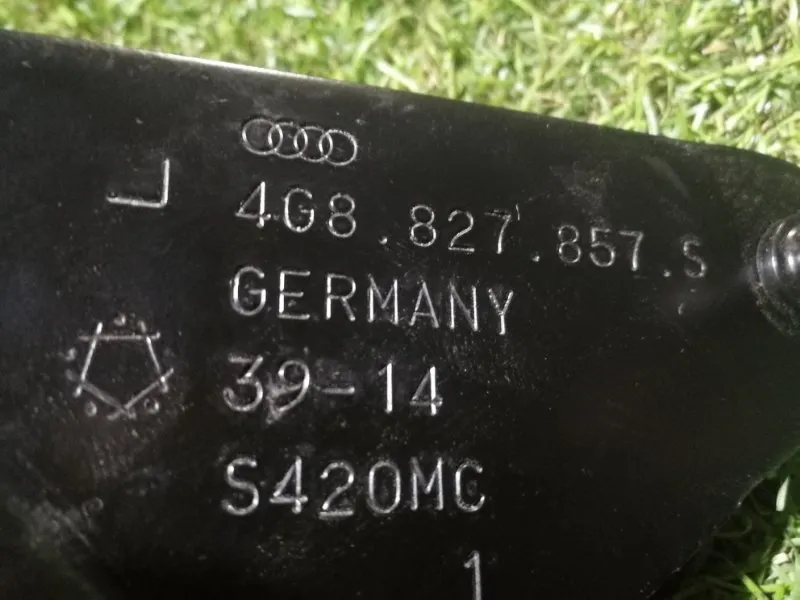 L
4G8.827.857.S
GERMANY
39-14
S420MC
1